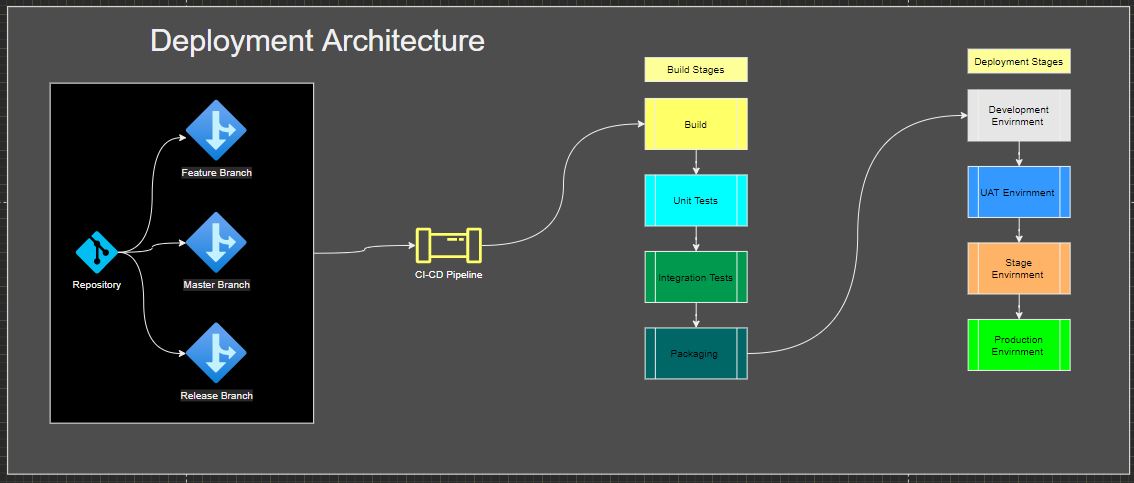 Deployment Architecture
Feature Branch
Repository
Master Branch
Release Branch
CI-CD Pipeline
Build Stages
Build
Unit Tests
Integration Tests
Packaging
Deployment Stages
Development
Envirnment
UAT Envirnment
Stage
Envirnment
Production
Envirnment